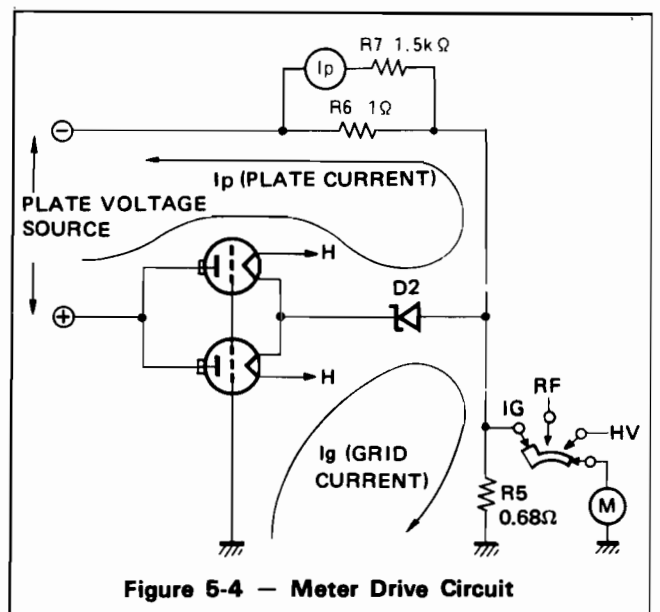 R7 1.5kΩ
Ip
R6 1Ω
⊖
Ip (PLATE CURRENT)
PLATE VOLTAGE
SOURCE
H
D2
⊕
H
RF
IG
HV
Ig (GRID
CURRENT)
R5
0.68Ω
M
Figure 5-4 — Meter Drive Circuit